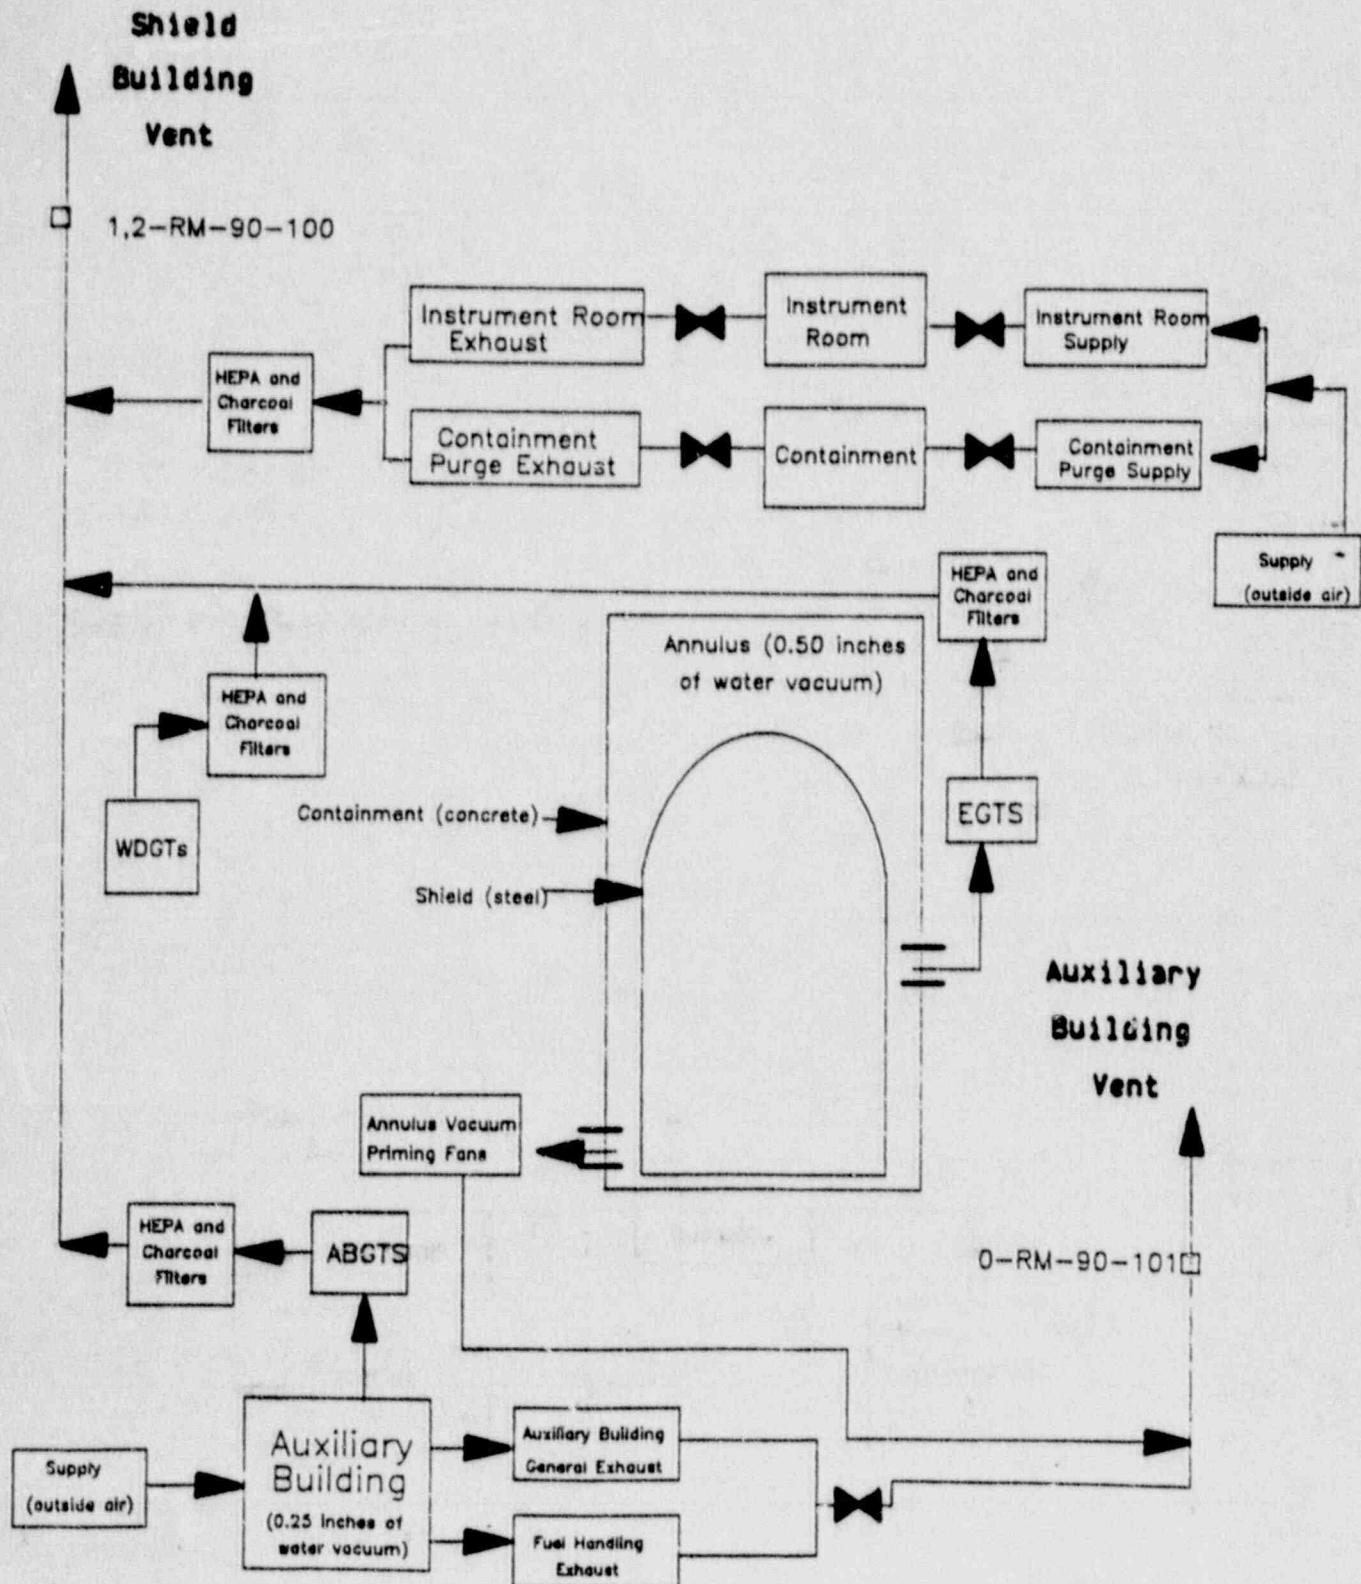 Shield
Building
Vent
1,2-RM-90-100
Instrument Room
Exhaust
Instrument
Room
Instrument Room
Supply
HEPA and
Charcoal
Filters
Containment
Purge Exhaust
Containment
Containment
Purge Supply
Supply
(outside air)
HEPA and
Charcoal
Filters
Annulus (0.50 inches
of water vacuum)
HEPA and
Charcoal
Filters
WDGTs
Containment (concrete)
EGTS
Shield (steel)
Auxiliary
Building
Vent
Annulus Vacuum
Priming Fans
HEPA and
Charcoal
Filters
ABGTS
0-RM-90-101
Auxiliary
Building
(0.25 inches of
water vacuum)
Auxiliary Building
General Exhaust
Supply
(outside air)
Fuel Handling
Exhaust